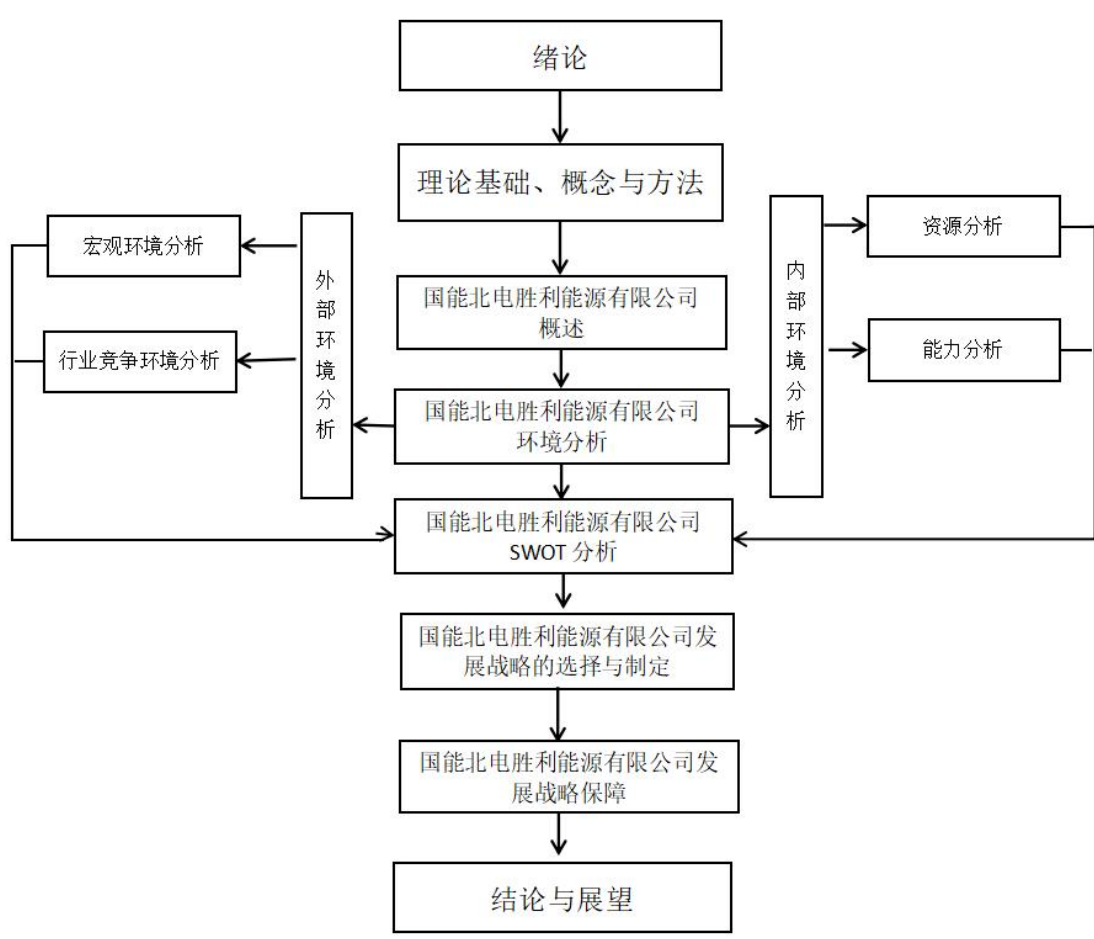 绪论
理论基础、概念与方法
宏观环境分析
行业竞争环境分析
外
部
环
境
分
析
国能北电胜利能源有限公司
概述
国能北电胜利能源有限公司
环境分析
内
部
环
境
分
析
资源分析
能力分析
国能北电胜利能源有限公司
SWOT 分析
国能北电胜利能源有限公司发
展战略的选择与制定
国能北电胜利能源有限公司发
展战略保障
结论与展望